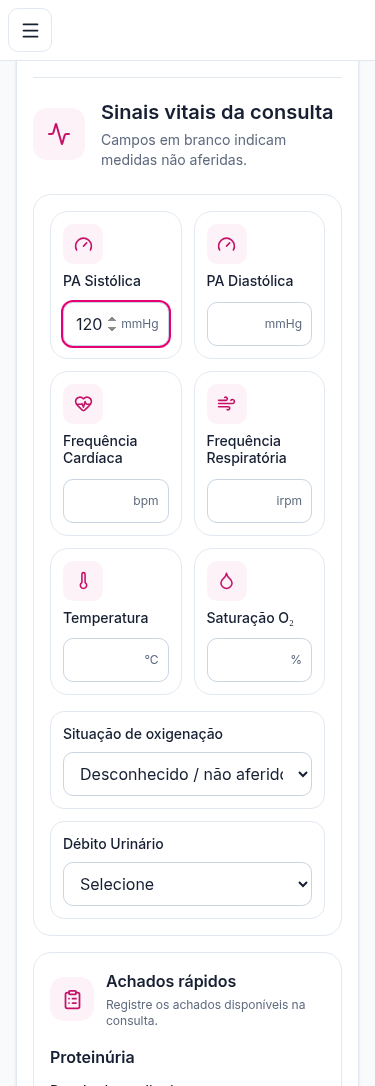 Sinais vitais da consulta
Campos em branco indicam
medidas não aferidas.
PA Sistólica
PA Diastólica
120 mmHg
mmHg
Frequência
Cardíaca
Frequência
Respiratória
bpm
irpm
Temperatura
Saturação O₂
°C
%
Situação de oxigenação
Desconhecido / não aferido
Débito Urinário
Selecione
Achados rápidos
Registre os achados disponíveis na
consulta.
Proteinúria